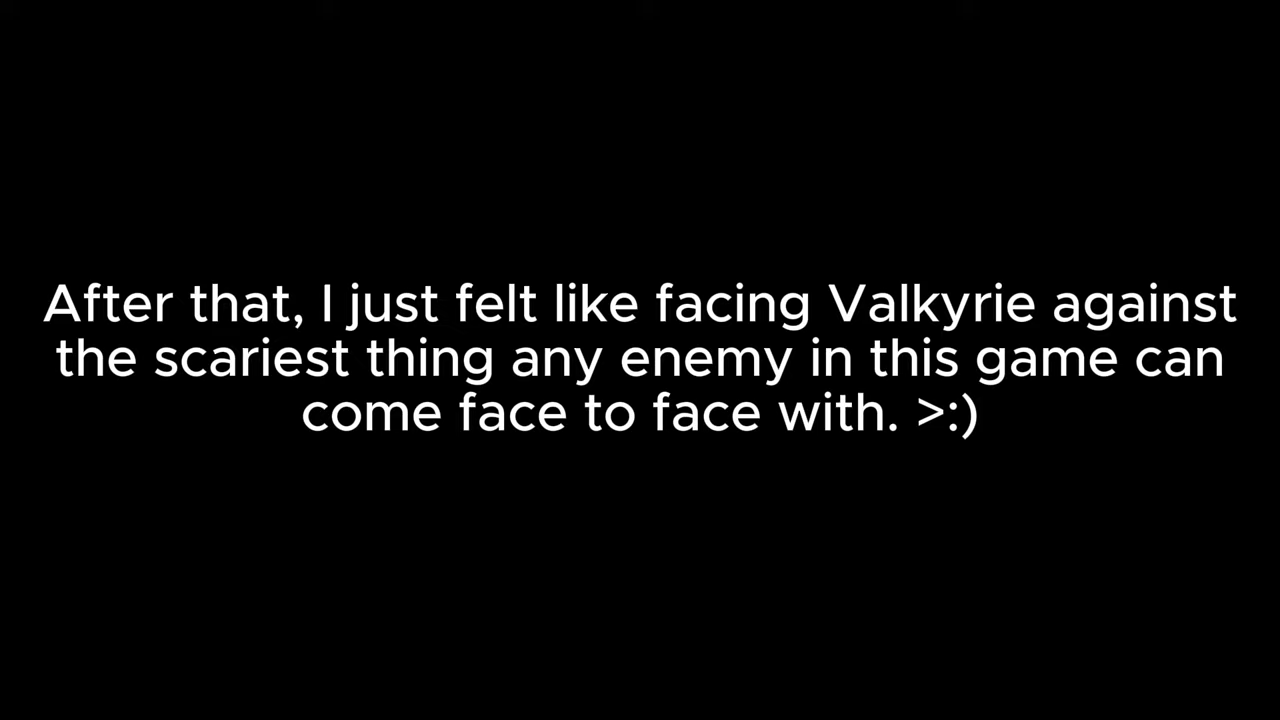 After that, I just felt like facing Valkyrie against
the scariest thing any enemy in this game can
come face to face with. >:)